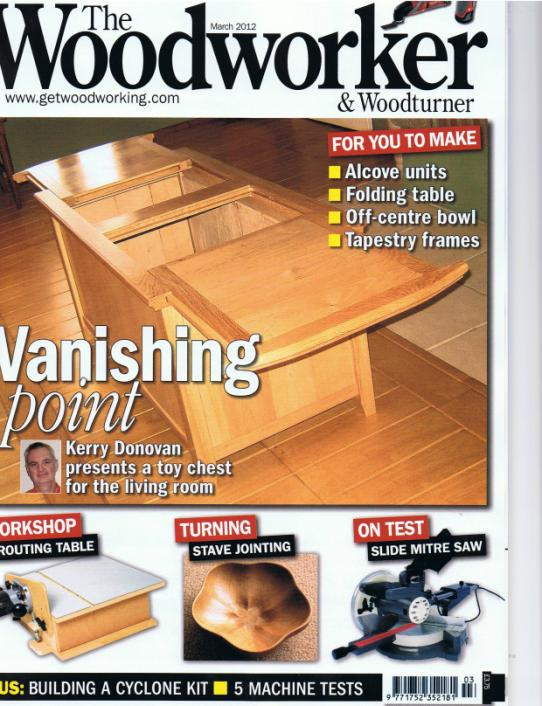 The
March 2012
Woodworker
www.getwoodworking.com
& Woodturner
FOR YOU TO MAKE
Alcove units
Folding table
Off-centre bowl
Tapestry frames
Vanishing
point
Kerry Donovan
presents a toy chest
for the living room
ORKSHOP
ROUTING TABLE
TURNING
STAVE JOINTING
ON TEST
SLIDE MITRE SAW
US: BUILDING A CYCLONE KIT ■ 5 MACHINE TESTS
03
£3.75
9 771752 352181